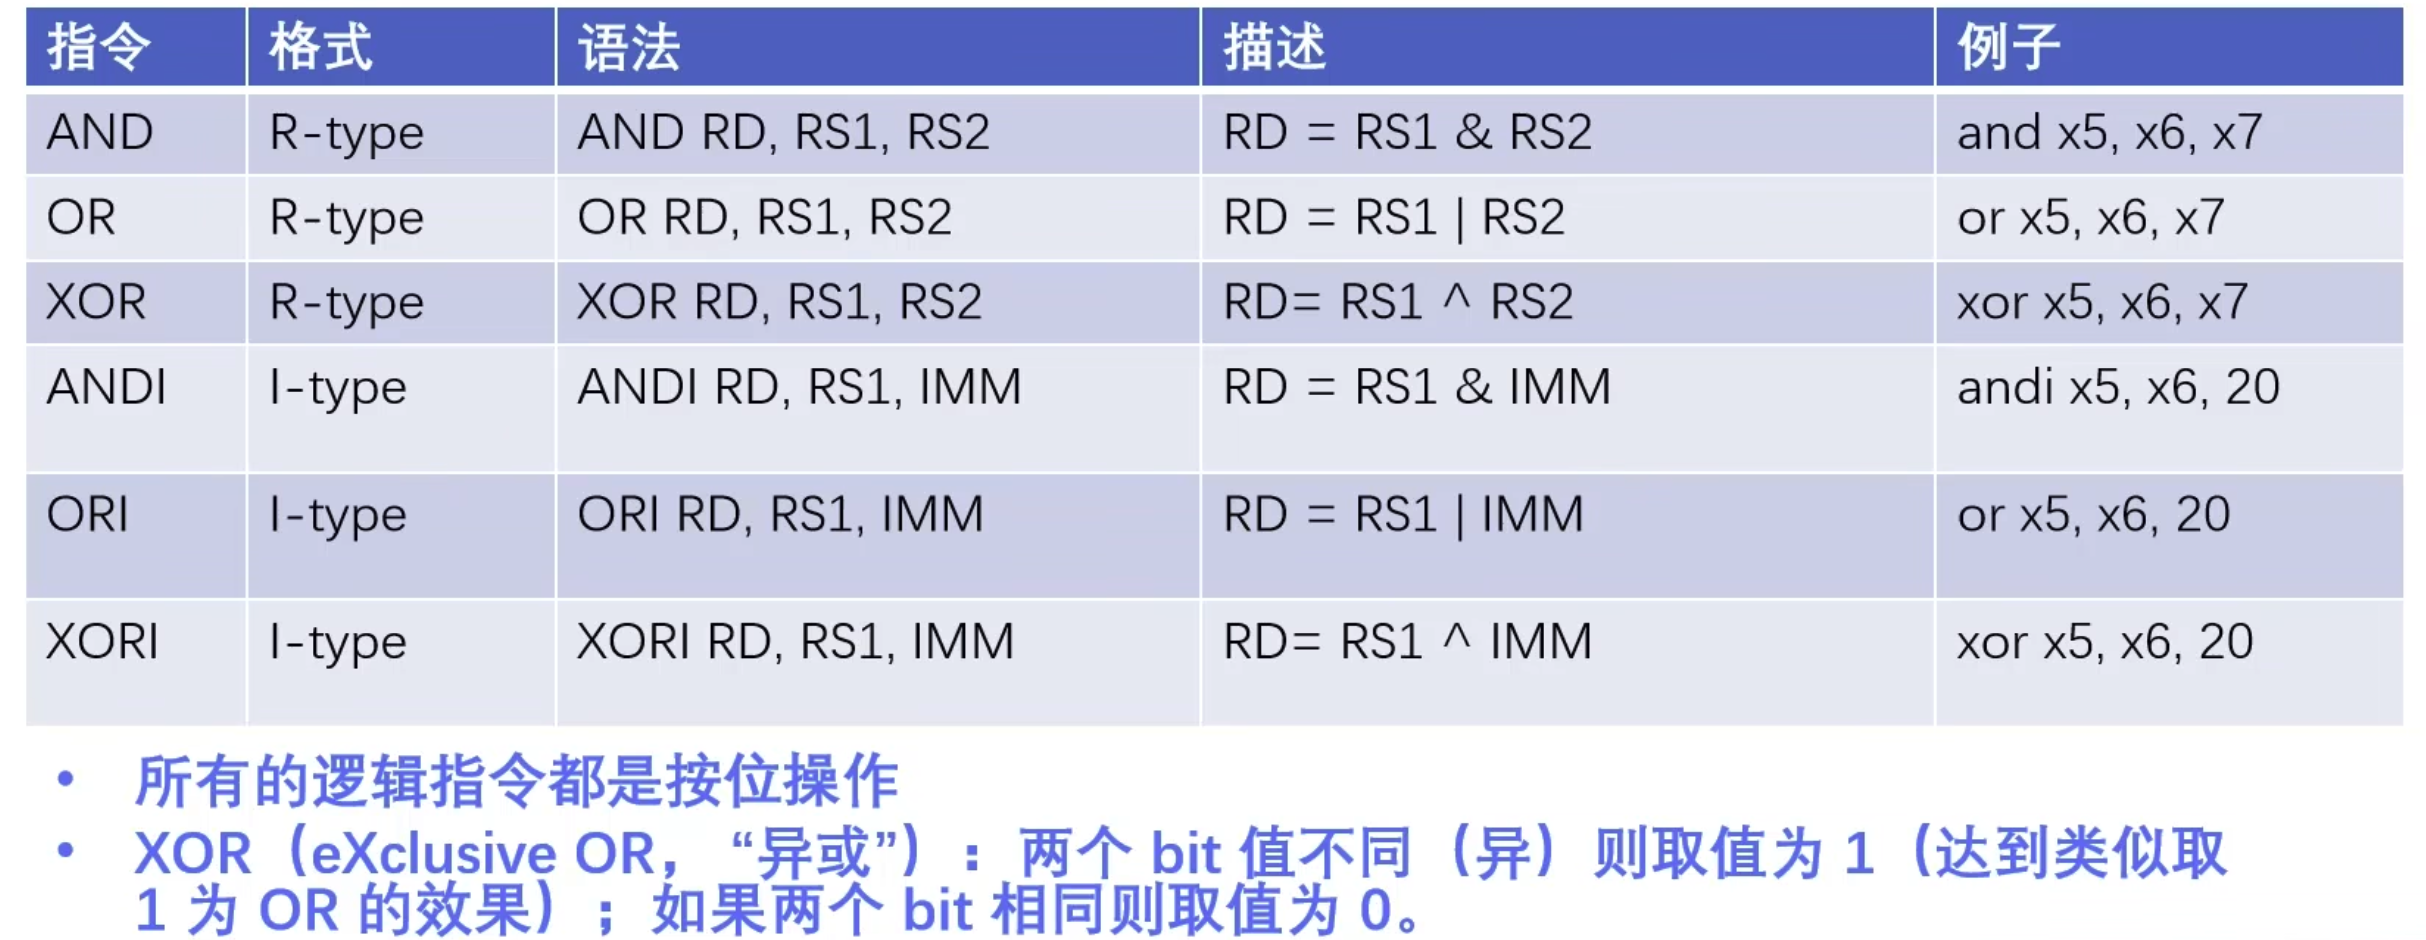 指令 格式 语法 描述 例子
AND R-type AND RD, RS1, RS2 RD = RS1 & RS2 and x5, x6, x7
OR R-type OR RD, RS1, RS2 RD = RS1 | RS2 or x5, x6, x7
XOR R-type XOR RD, RS1, RS2 RD= RS1 ^ RS2 xor x5, x6, x7
ANDI I-type ANDI RD, RS1, IMM RD = RS1 & IMM andi x5, x6, 20
ORI I-type ORI RD, RS1, IMM RD = RS1 | IMM or x5, x6, 20
XORI I-type XORI RD, RS1, IMM RD= RS1 ^ IMM xor x5, x6, 20
• 所有的逻辑指令都是按位操作
• XOR（eXclusive OR，“异或”）：两个 bit 值不同（异）则取值为 1（达到类似取
1 为 OR 的效果）；如果两个 bit 相同则取值为 0。